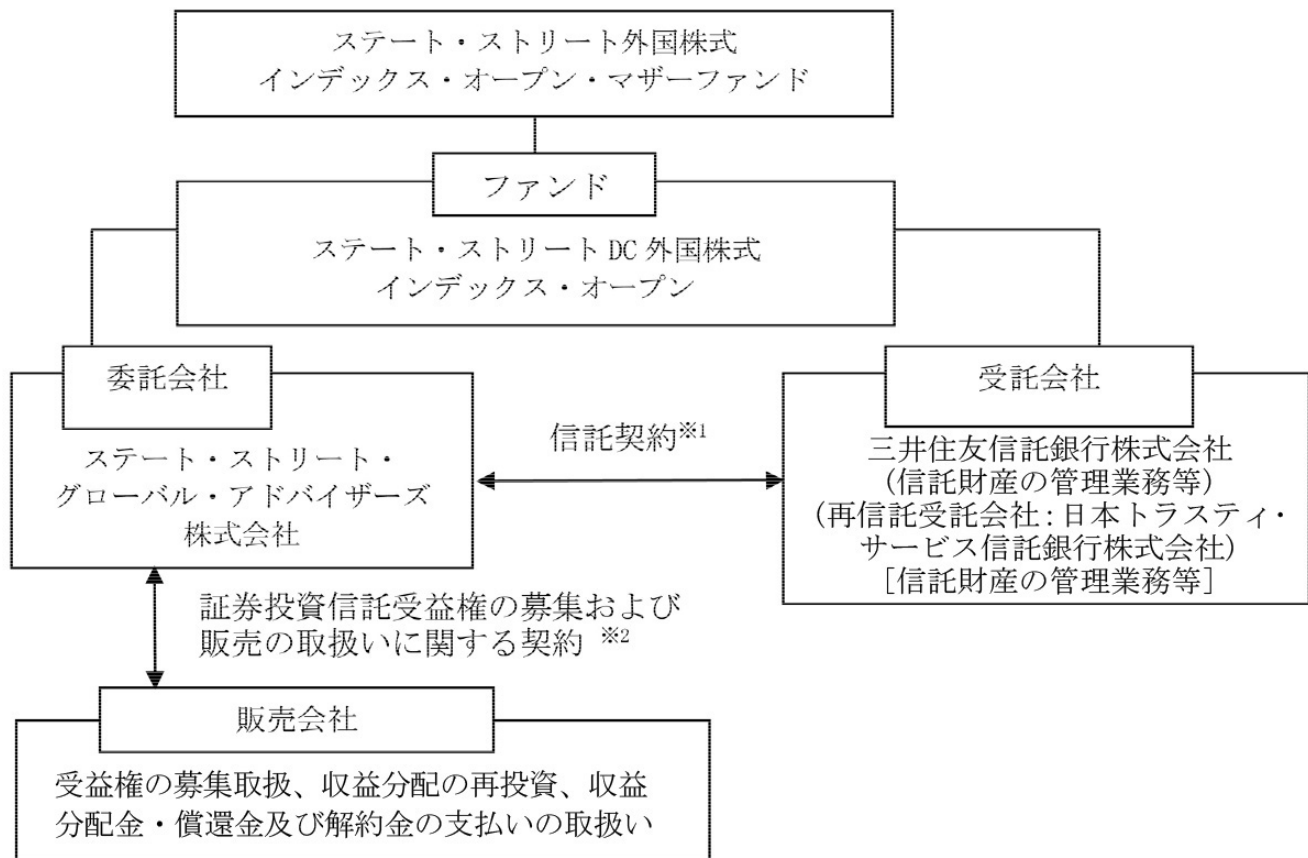 ステート・ストリート外国株式
インデックス・オープン・マザーファンド
ファンド
ステート・ストリート DC 外国株式
インデックス・オープン
委託会社
ステート・ストリート・
グローバル・アドバイザーズ
株式会社
信託契約※1
受託会社
三井住友信託銀行株式会社
(信託財産の管理業務等)
(再信託受託会社:日本トラスティ・
サービス信託銀行株式会社)
[信託財産の管理業務等]
証券投資信託受益権の募集および
販売の取扱いに関する契約 ※2
販売会社
受益権の募集取扱、収益分配の再投資、収益
分配金・償還金及び解約金の支払いの取扱い